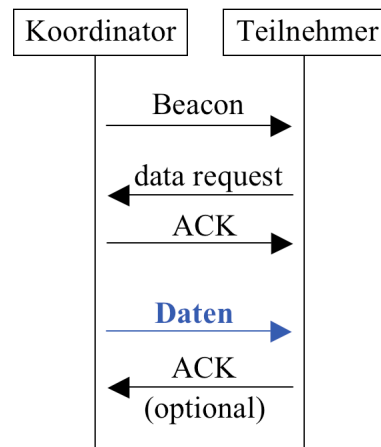 Koordinator
Teilnehmer
Beacon
data request
ACK
Daten
ACK
(optional)